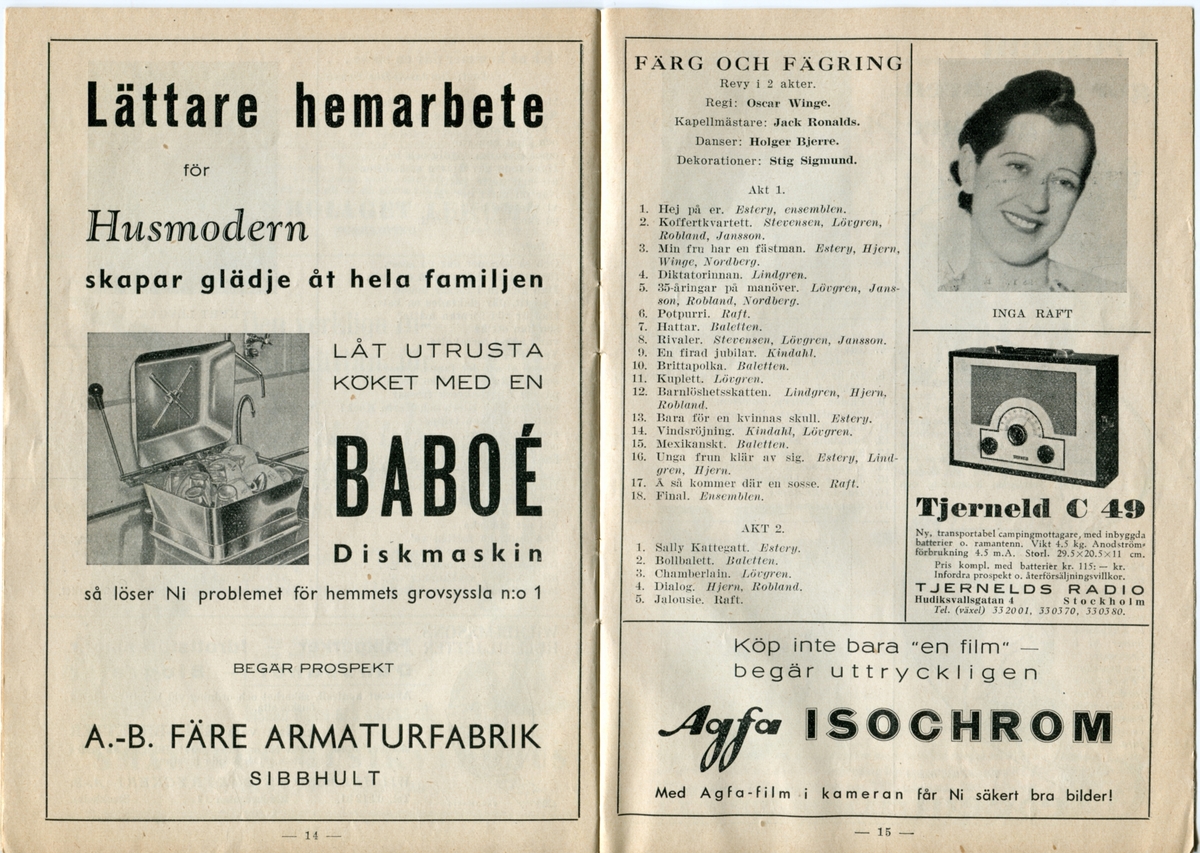 Lättare hemarbete
för
Husmodern
skapar glädje åt hela familjen
LÅT UTRUSTA
KÖKET MED EN
BABOÉ
Diskmaskin
så löser Ni problemet för hemmets grovsyssla n:o 1
BEGÄR PROSPEKT
A.-B. FÄRE ARMATURFABRIK
SIBBHULT
— 14 —
FÄRG OCH FÄGRING
Revy i 2 akter.
Regi: Oscar Winge.
Kapellmästare: Jack Ronalds.
Danser: Holger Bjerre.
Dekorationer: Stig Sigmund.
Akt 1.
1. Hej på er. Estery, ensemblen.
2. Koffertkvartett. Stevensen, Lövgren,
Robland, Jansson.
3. Min fru har en fästman. Estery, Hjern,
Winge, Nordberg.
4. Diktatorinnan. Lindgren.
5. 35-åringar på manöver. Lövgren, Jans-
son, Robland, Nordberg.
6. Potpurri. Raft.
7. Hattar. Baletten.
8. Rivaler. Stevensen, Lövgren, Jansson.
9. En firad jubilar. Kindahl.
10. Brittapolka. Baletten.
11. Kuplett. Lövgren.
12. Barnlöshetsskatten. Lindgren, Hjern,
Robland.
13. Bara för en kvinnas skull. Estery.
14. Vindsröjning. Kindahl, Lövgren.
15. Mexikanskt. Baletten.
16. Unga frun klär av sig. Estery, Lind-
gren, Hjern.
17. Å så kommer där en sosse. Raft.
18. Final. Ensemblen.
AKT 2.
1. Sally Kattegatt. Estery.
2. Bollbalett. Baletten.
3. Chamberlain. Lövgren.
4. Dialog. Hjern, Robland.
5. Jalousie. Raft.
INGA RAFT
Tjerneld C 49
Ny, transportabel campingmottagare, med inbyggda
batterier o. ramantenn. Vikt 4.5 kg. Anodström-
förbrukning 4.5 m.A. Storl. 29.5×20.5×11 cm.
Pris kompl. med batterier kr. 115:— kr.
Infordra prospekt o. återförsäljningsvillkor.
TJERNELDS RADIO
Hudiksvallsgatan 4 Stockholm
Tel. (växel) 332001, 330370, 330380.
Köp inte bara "en film" —
begär uttryckligen
Agfa ISOCHROM
Med Agfa-film i kameran får Ni säkert bra bilder!
— 15 —